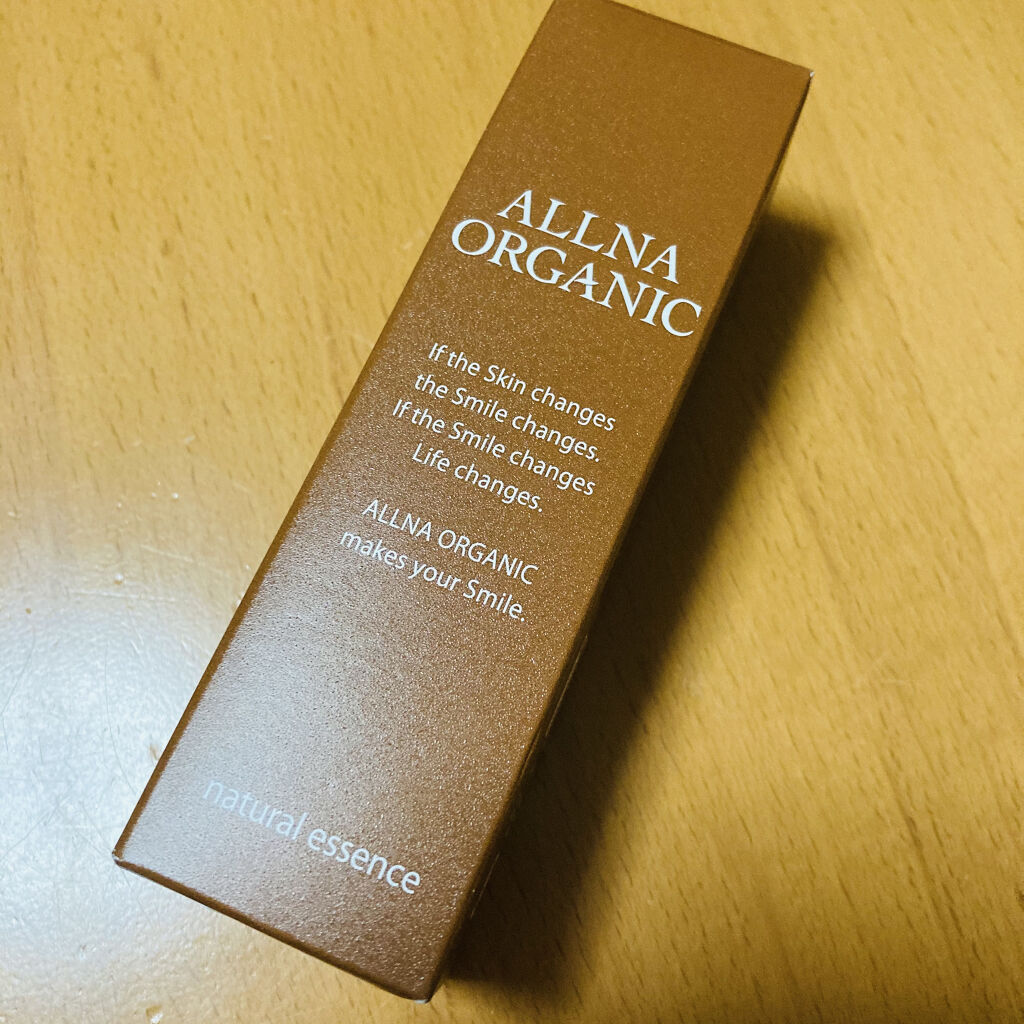 ALLNA
ORGANIC
If the Skin changes
the Smile changes.
If the Smile changes
Life changes.
ALLNA ORGANIC
makes your Smile.
natural essence